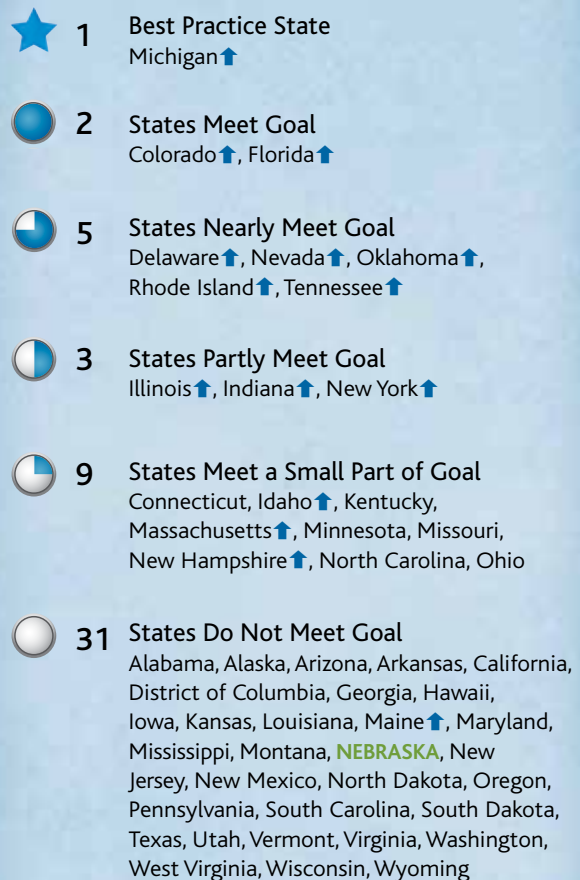 1 Best Practice State
Michigan⬆
2 States Meet Goal
Colorado⬆, Florida⬆
5 States Nearly Meet Goal
Delaware⬆, Nevada⬆, Oklahoma⬆,
Rhode Island⬆, Tennessee⬆
3 States Partly Meet Goal
Illinois⬆, Indiana⬆, New York⬆
9 States Meet a Small Part of Goal
Connecticut, Idaho⬆, Kentucky,
Massachusetts⬆, Minnesota, Missouri,
New Hampshire⬆, North Carolina, Ohio
31 States Do Not Meet Goal
Alabama, Alaska, Arizona, Arkansas, California,
District of Columbia, Georgia, Hawaii,
Iowa, Kansas, Louisiana, Maine⬆, Maryland,
Mississippi, Montana, NEBRASKA, New
Jersey, New Mexico, North Dakota, Oregon,
Pennsylvania, South Carolina, South Dakota,
Texas, Utah, Vermont, Virginia, Washington,
West Virginia, Wisconsin, Wyoming